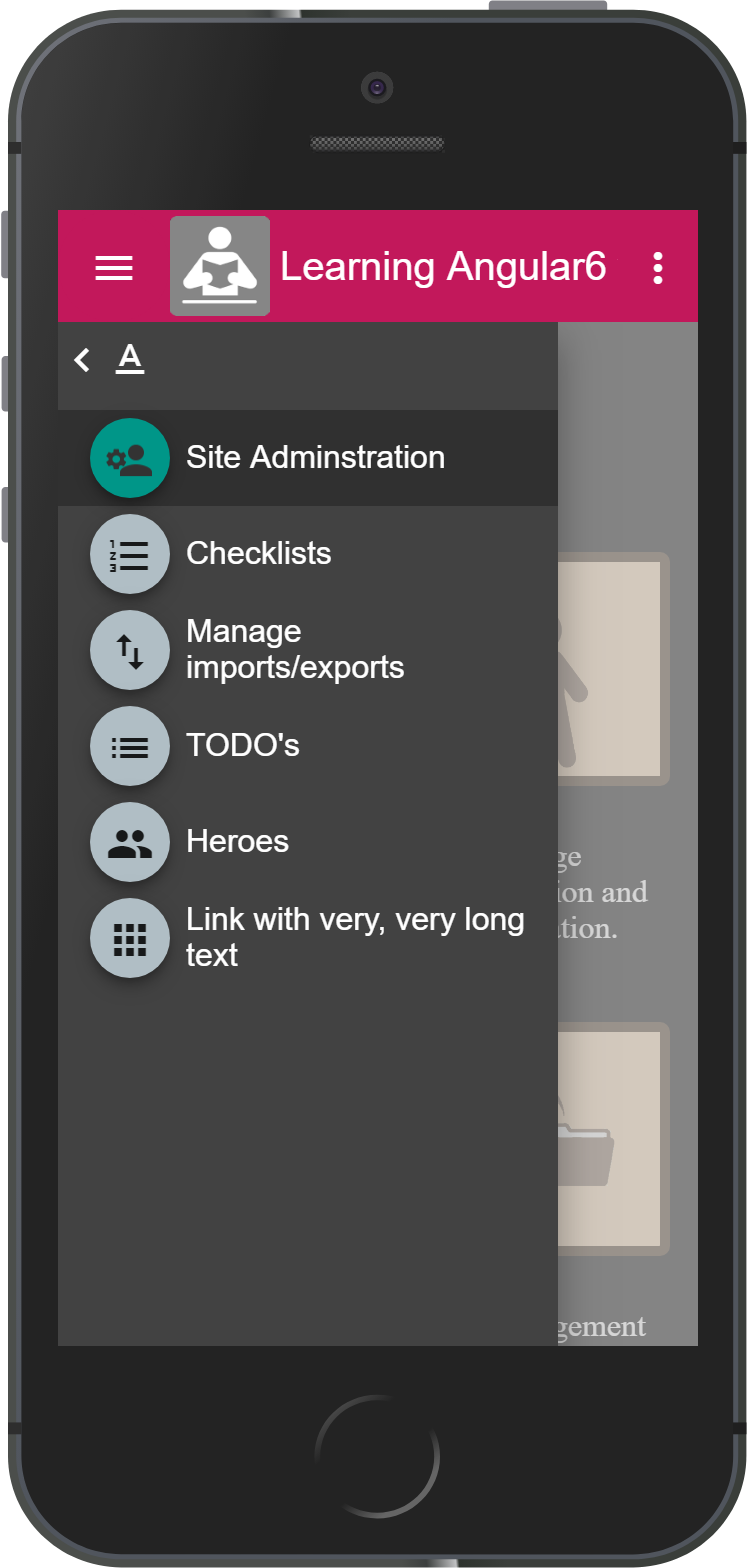 Learning Angular6
A
Site Adminstration
Checklists
Manage
imports/exports
TODO's
Heroes
Link with very, very long
text
ge
ion and
ation.
gement